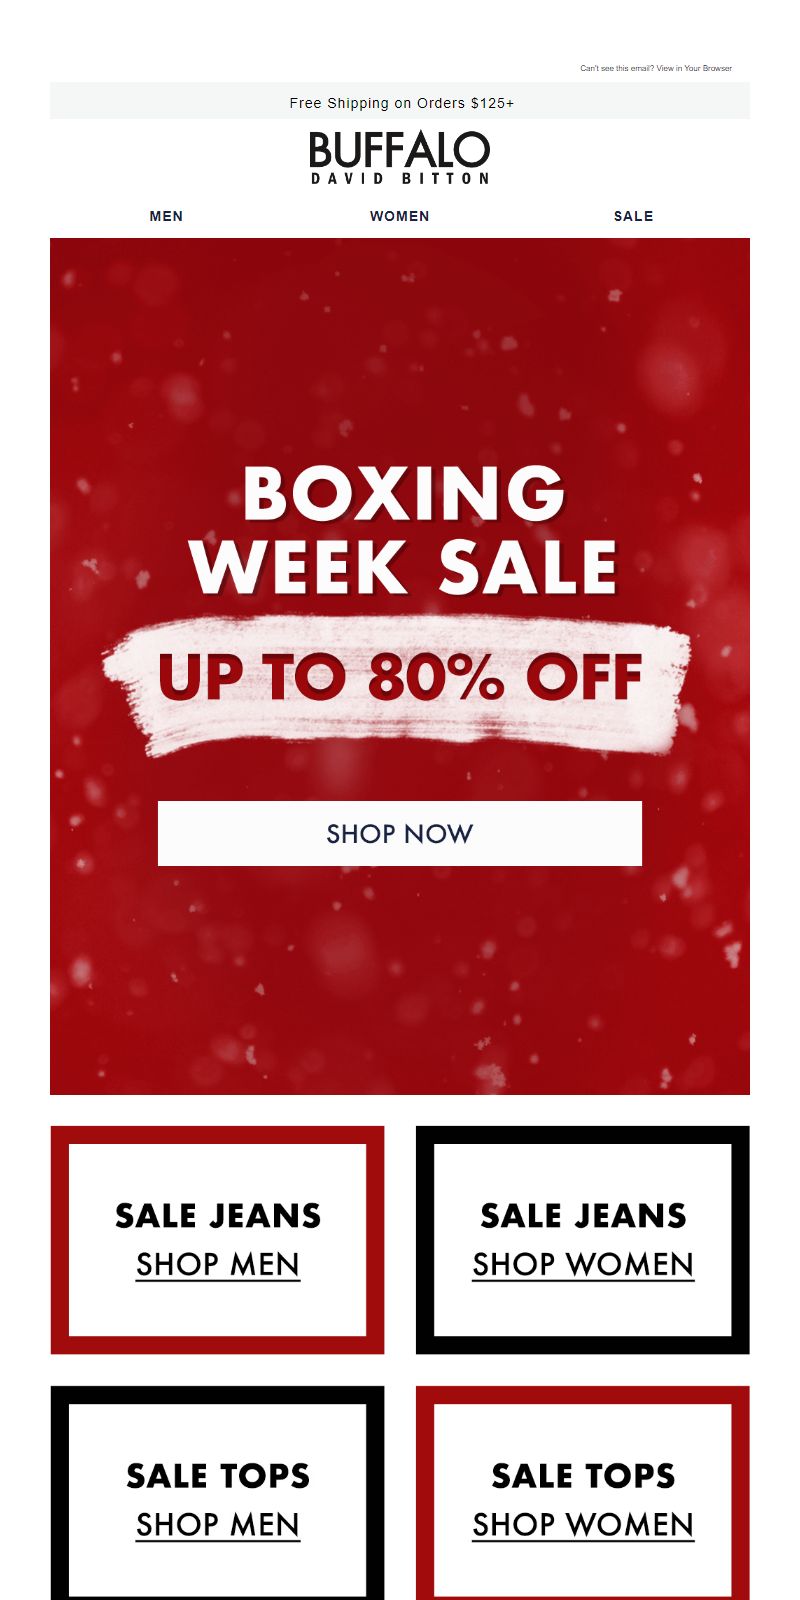 Can't see this email? View in Your Browser
Free Shipping on Orders $125+
BUFFALO
DAVID BITTON
MEN WOMEN SALE
BOXING
WEEK SALE
UP TO 80% OFF
SHOP NOW
SALE JEANS
SHOP MEN
SALE JEANS
SHOP WOMEN
SALE TOPS
SHOP MEN
SALE TOPS
SHOP WOMEN